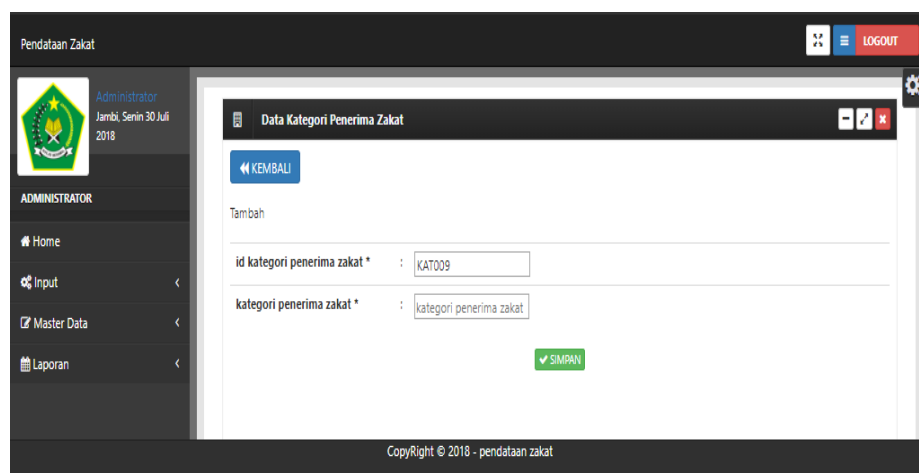 Pendataan Zakat
LOGOUT
Administrator
Jambi, Senin 30 Juli
2018
ADMINISTRATOR
Home
Input
Master Data
Laporan
Data Kategori Penerima Zakat
KEMBALI
Tambah
id kategori penerima zakat * : KAT009
kategori penerima zakat * : kategori penerima zakat
SIMPAN
CopyRight © 2018 - pendataan zakat